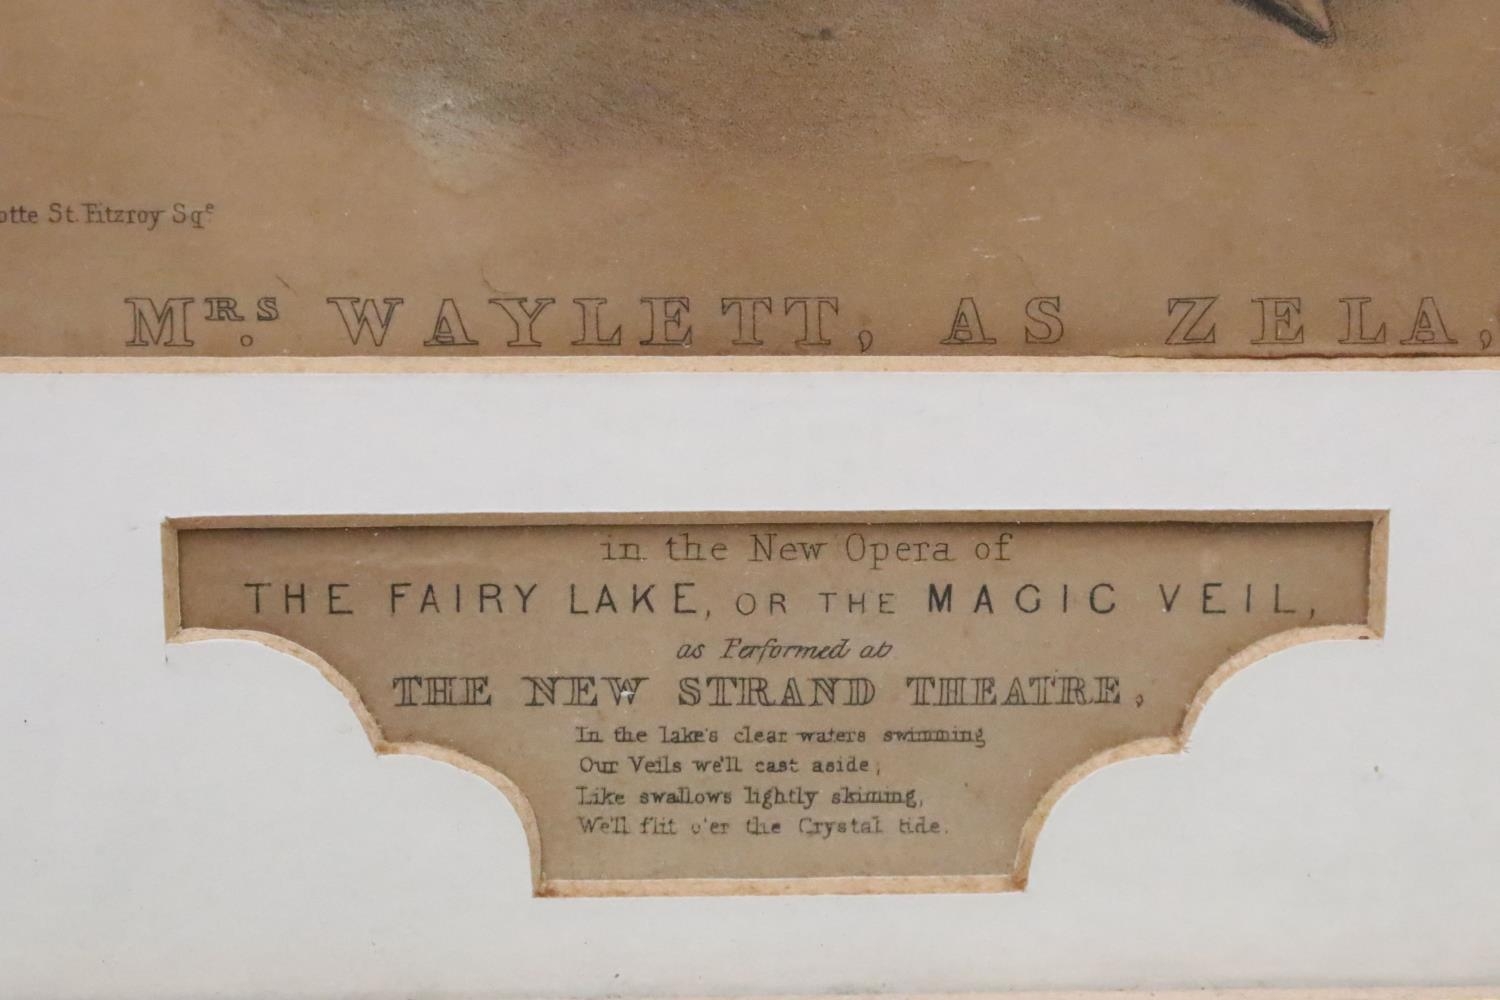 St. Fitzroy Sqe
MRS. WAYLETT, AS ZELA,
in the New Opera of
THE FAIRY LAKE, OR THE MAGIC VEIL,
as Performed at
THE NEW STRAND THEATRE,
In the lake's clear waters swimming
Our Veils we'll cast aside,
Like swallows lightly skiming,
We'll flit o'er the Crystal tide.